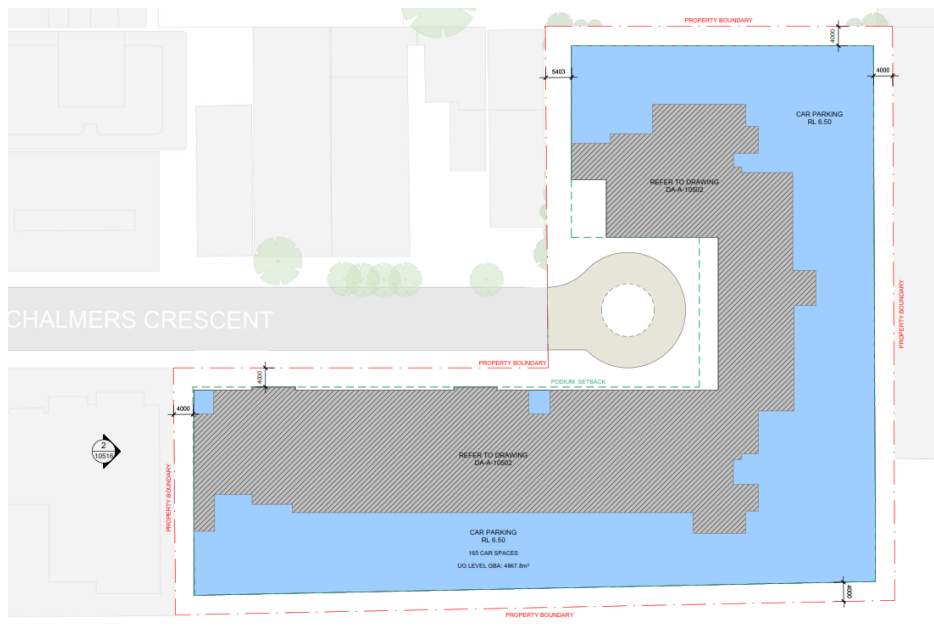 PROPERTY BOUNDARY
4000
5403
4000
CAR PARKING
RL 6.50
REFER TO DRAWING
DA-A-10502
PROPERTY BOUNDARY
CHALMERS CRESCENT
PROPERTY BOUNDARY
4000
PODIUM SETBACK
4000
2
10516
REFER TO DRAWING
DA-A-10502
PROPERTY BOUNDARY
CAR PARKING
RL 6.50
165 CAR SPACES
UG LEVEL GBA: 4867.8m²
4000
PROPERTY BOUNDARY